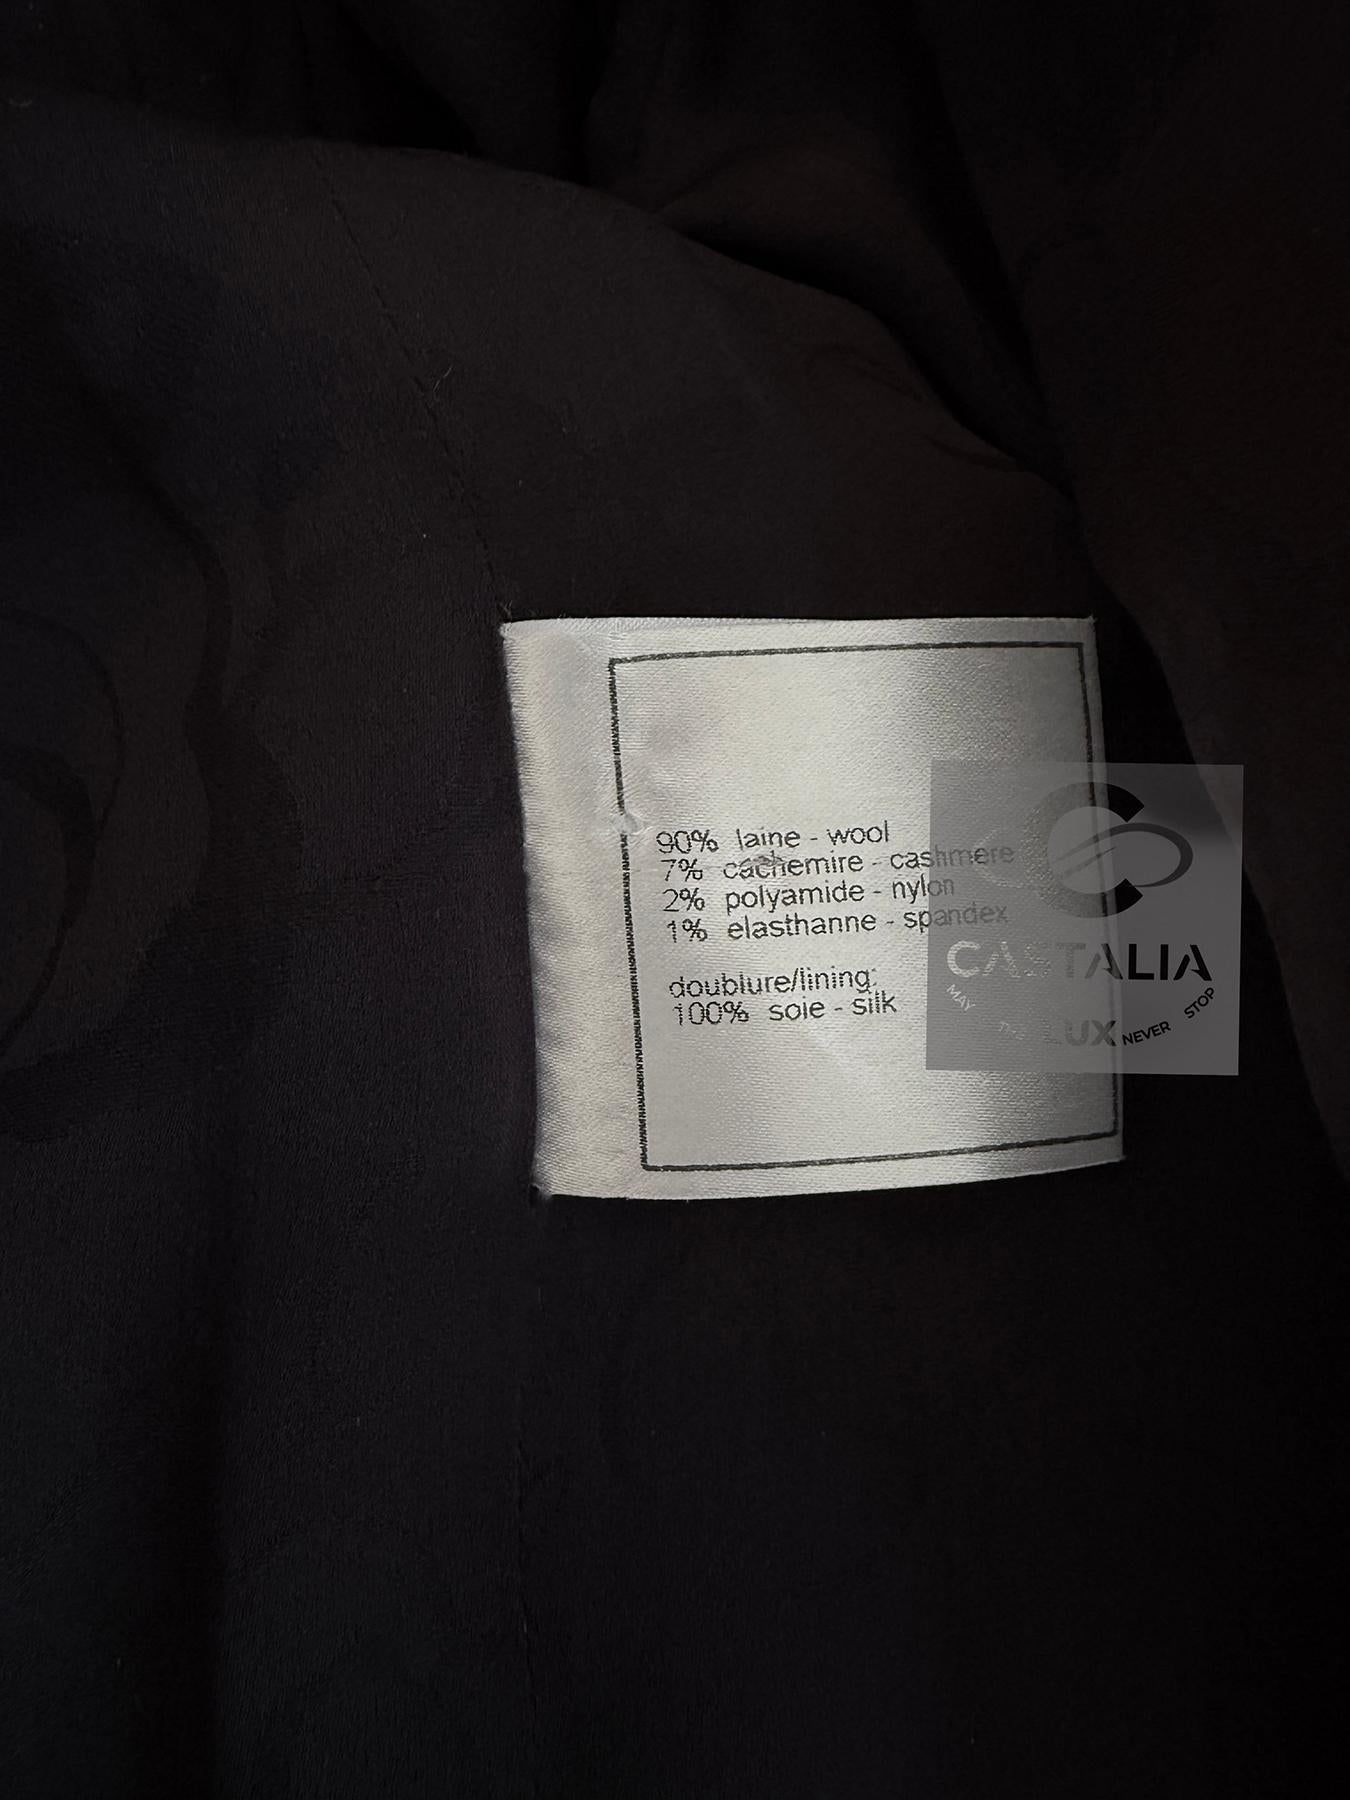 90% laine - wool
7% cachemire - cashmere
2% polyamide - nylon
1% elasthanne - spandex
doublure/lining:
100% soie - silk
CASTALIA
MAY THE LUX NEVER STOP